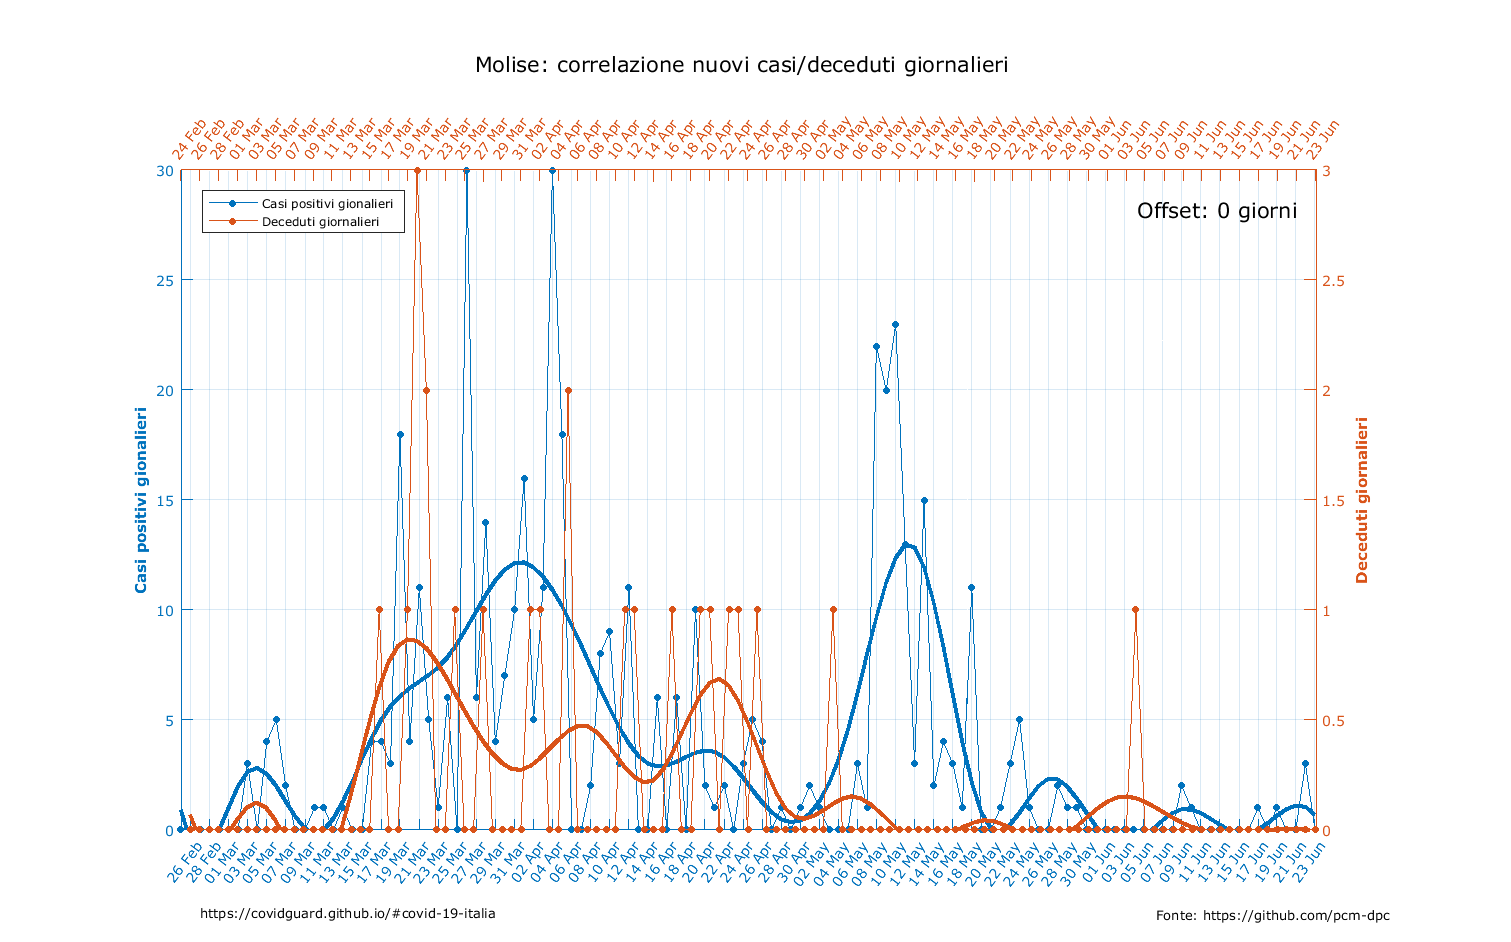 Molise: correlazione nuovi casi/deceduti giornalieri
24 Feb 26 Feb 28 Feb 01 Mar 03 Mar 05 Mar 07 Mar 09 Mar 11 Mar 13 Mar 15 Mar 17 Mar 19 Mar 21 Mar 23 Mar 25 Mar 27 Mar 29 Mar 31 Mar 02 Apr 04 Apr 06 Apr 08 Apr 10 Apr 12 Apr 14 Apr 16 Apr 18 Apr 20 Apr 22 Apr 24 Apr 26 Apr 28 Apr 30 Apr 02 May 04 May 06 May 08 May 10 May 12 May 14 May 16 May 18 May 20 May 22 May 24 May 26 May 28 May 30 May 01 Jun 03 Jun 05 Jun 07 Jun 09 Jun 11 Jun 13 Jun 15 Jun 17 Jun 19 Jun 21 Jun 23 Jun
30
25
20
15
10
5
0
Casi positivi gionalieri
Casi positivi gionalieri
Deceduti giornalieri
Offset: 0 giorni
3
2.5
2
1.5
1
0.5
0
Deceduti giornalieri
26 Feb 28 Feb 01 Mar 03 Mar 05 Mar 07 Mar 09 Mar 11 Mar 13 Mar 15 Mar 17 Mar 19 Mar 21 Mar 23 Mar 25 Mar 27 Mar 29 Mar 31 Mar 02 Apr 04 Apr 06 Apr 08 Apr 10 Apr 12 Apr 14 Apr 16 Apr 18 Apr 20 Apr 22 Apr 24 Apr 26 Apr 28 Apr 30 Apr 02 May 04 May 06 May 08 May 10 May 12 May 14 May 16 May 18 May 20 May 22 May 24 May 26 May 28 May 30 May 01 Jun 03 Jun 05 Jun 07 Jun 09 Jun 11 Jun 13 Jun 15 Jun 17 Jun 19 Jun 21 Jun 23 Jun
https://covidguard.github.io/#covid-19-italia
Fonte: https://github.com/pcm-dpc